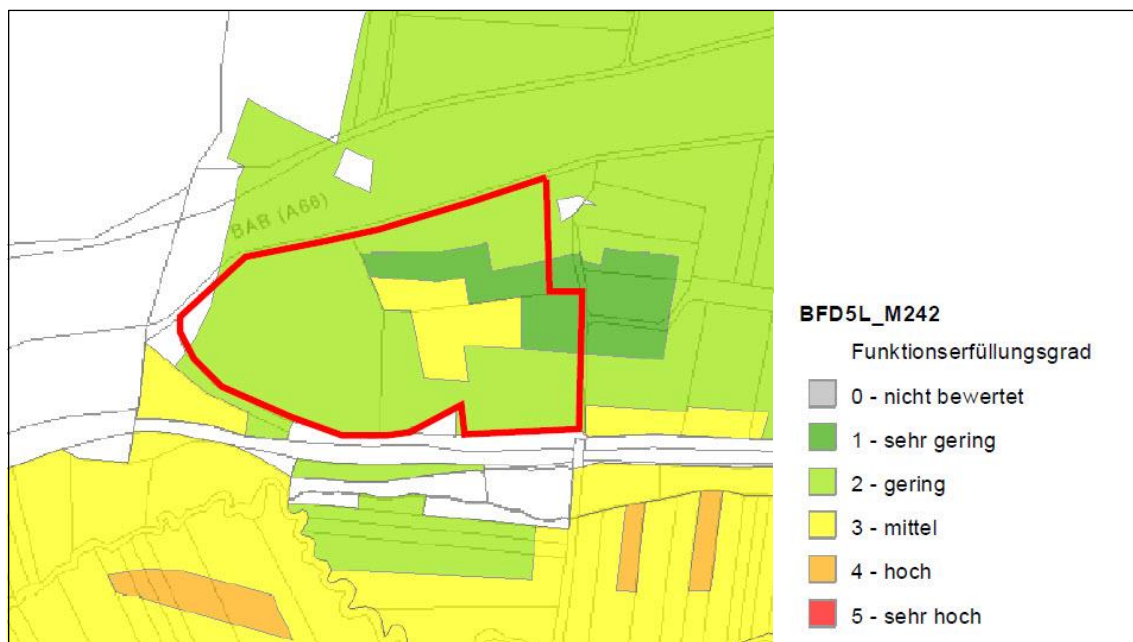 BAB (A66)
BFD5L_M242
Funktionserfüllungsgrad
0 - nicht bewertet
1 - sehr gering
2 - gering
3 - mittel
4 - hoch
5 - sehr hoch